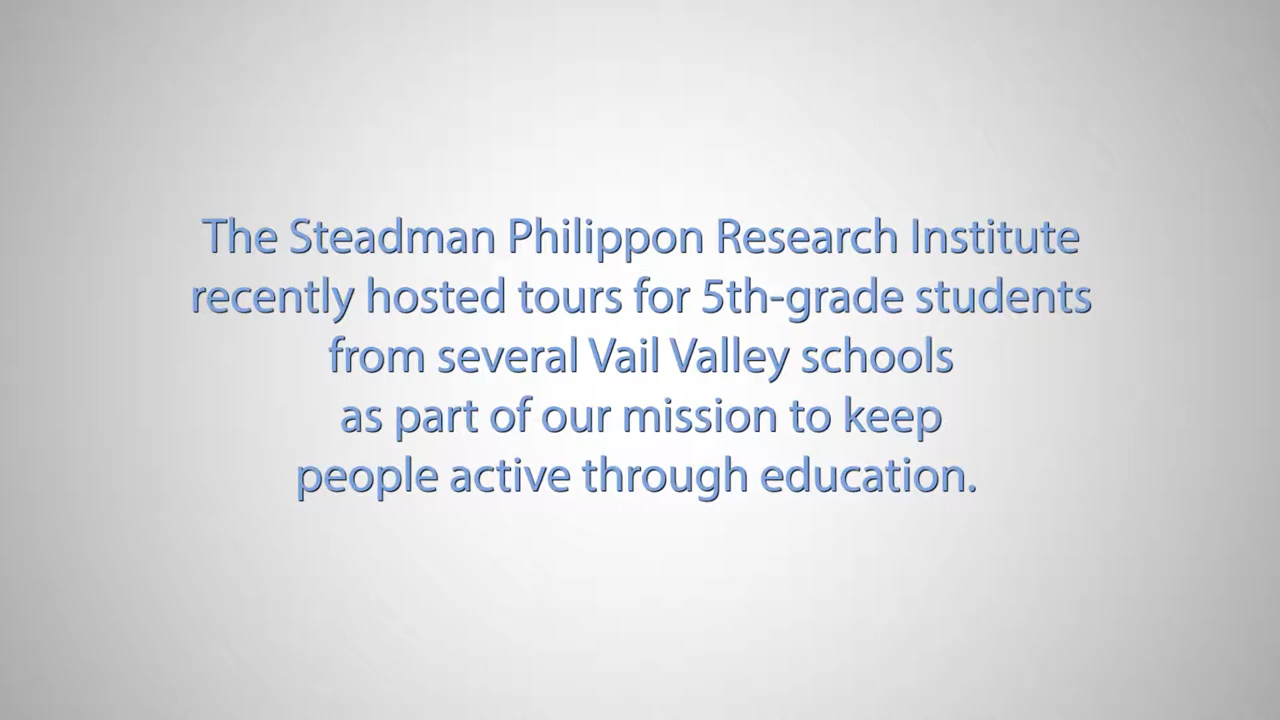 The Steadman Philippon Research Institute
recently hosted tours for 5th-grade students
from several Vail Valley schools
as part of our mission to keep
people active through education.